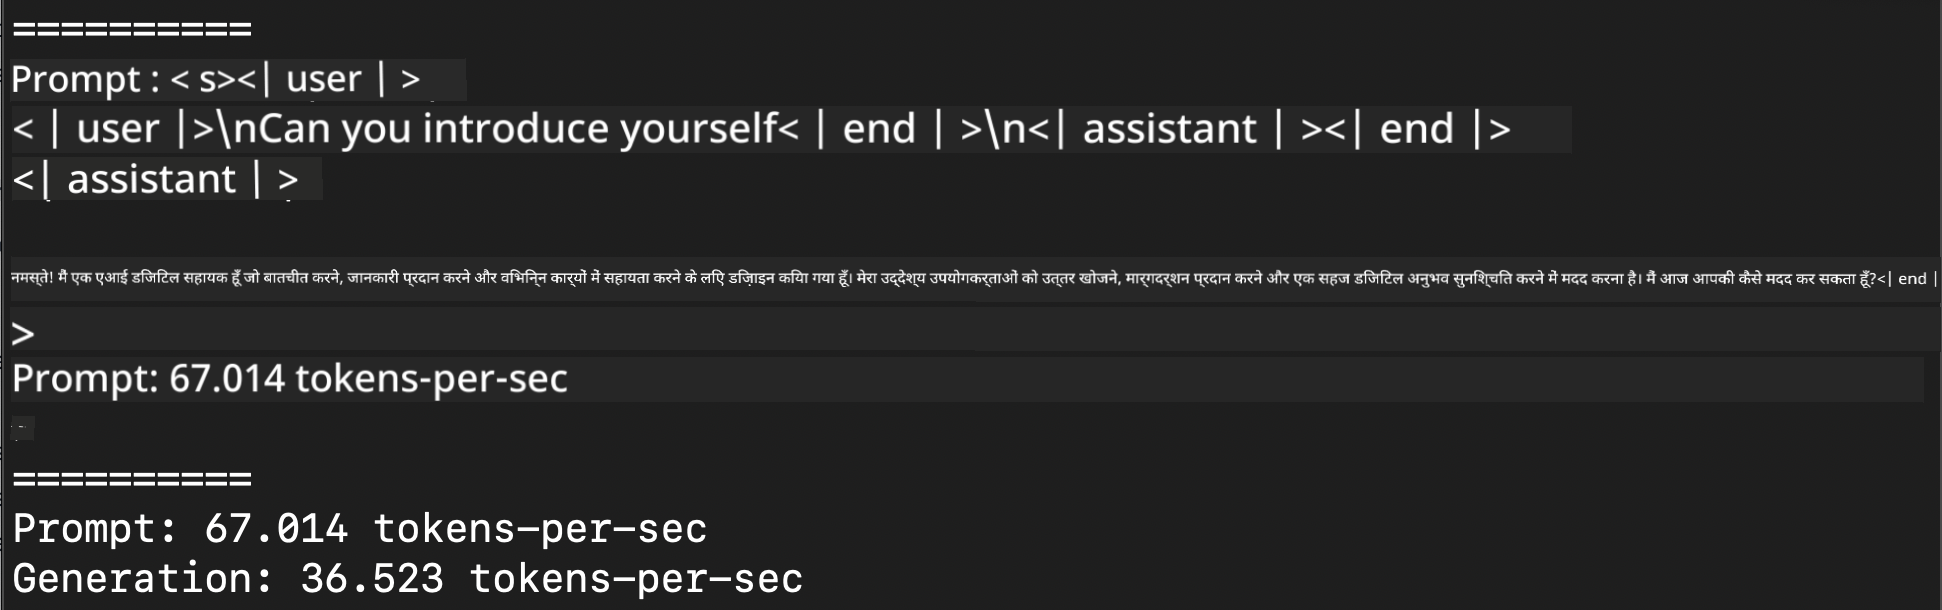 ==========
Prompt : < s><| user | >
< | user |>\nCan you introduce yourself< | end | >\n<| assistant | ><| end |>
<| assistant | >
नमस्ते! मैं एक एआई डिजिटल सहायक हूँ जो बातचीत करने, जानकारी प्रदान करने और विभिन्न कार्यों में सहायता करने के लिए डिज़ाइन किया गया हूँ। मेरा उद्देश्य उपयोगकर्ताओं को उत्तर खोजने, मार्गदर्शन प्रदान करने और एक सहज डिजिटल अनुभव सुनिश्चित करने में मदद करना है। मैं आज आपकी कैसे मदद कर सकता हूँ?<| end |
>
Prompt: 67.014 tokens-per-sec
==========
Prompt: 67.014 tokens-per-sec
Generation: 36.523 tokens-per-sec